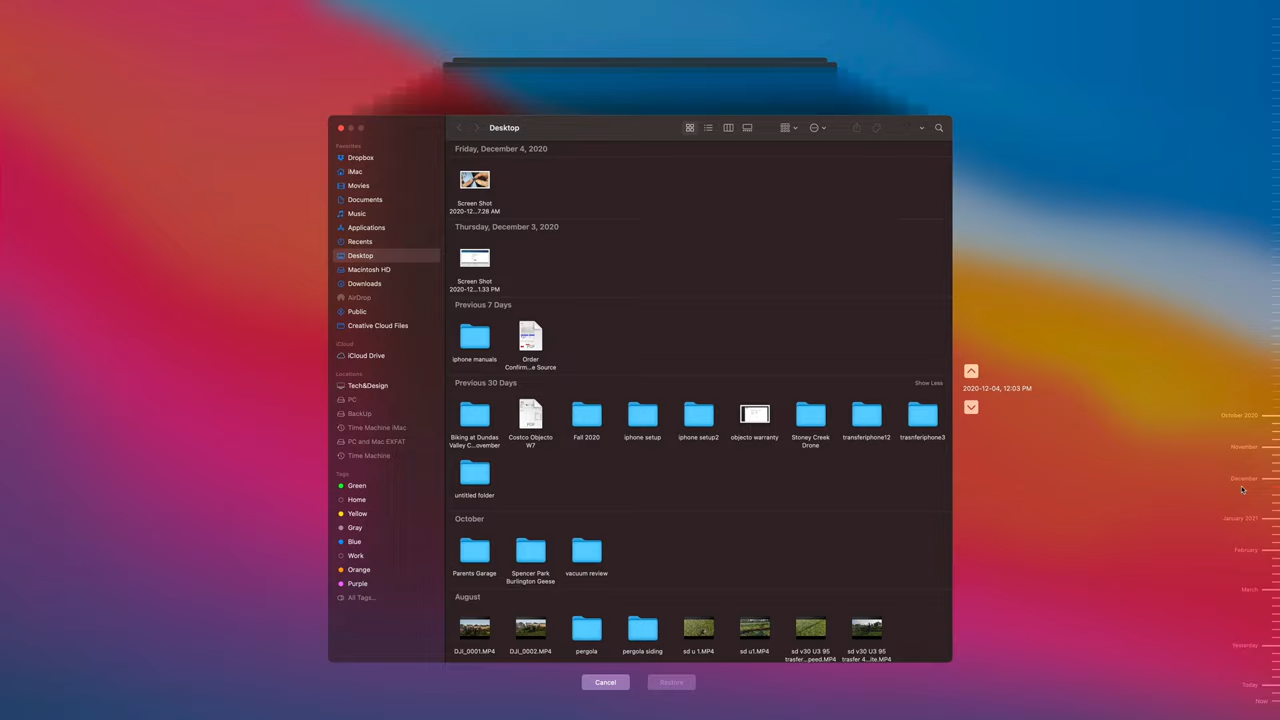 Desktop
Favorites
Dropbox
iMac
Movies
Documents
Music
Applications
Recents
Desktop
Macintosh HD
Downloads
AirDrop
Public
Creative Cloud Files
iCloud
iCloud Drive
Locations
Tech&Design
PC
BackUp
Time Machine iMac
PC and Mac EXFAT
Time Machine
Tags
Green
Home
Yellow
Gray
Blue
Work
Orange
Purple
All Tags...
Friday, December 4, 2020
Screen Shot
2020-12...7.28 AM
Thursday, December 3, 2020
Screen Shot
2020-12...1.33 PM
Previous 7 Days
iphone manuals
Order
Confirm...e Source
Previous 30 Days
Show Less
Biking at Dundas
Valley C...ovember
Costco Objecto
W7
Fall 2020
iphone setup
iphone setup2
objecto warranty
Stoney Creek
Drone
transferiphone12
trasnferiphone3
untitled folder
October
Parents Garage
Spencer Park
Burlington Geese
vacuum review
August
DJI_0001.MP4
DJI_0002.MP4
pergola
pergola siding
sd u 1.MP4
sd u1.MP4
sd v30 U3 95
trasfer...peed.MP4
sd v30 U3 95
trasfer 4...ite.MP4
2020-12-04, 12:03 PM
October 2020
November
December
January 2021
February
March
Yesterday
Today
Now
Cancel
Restore